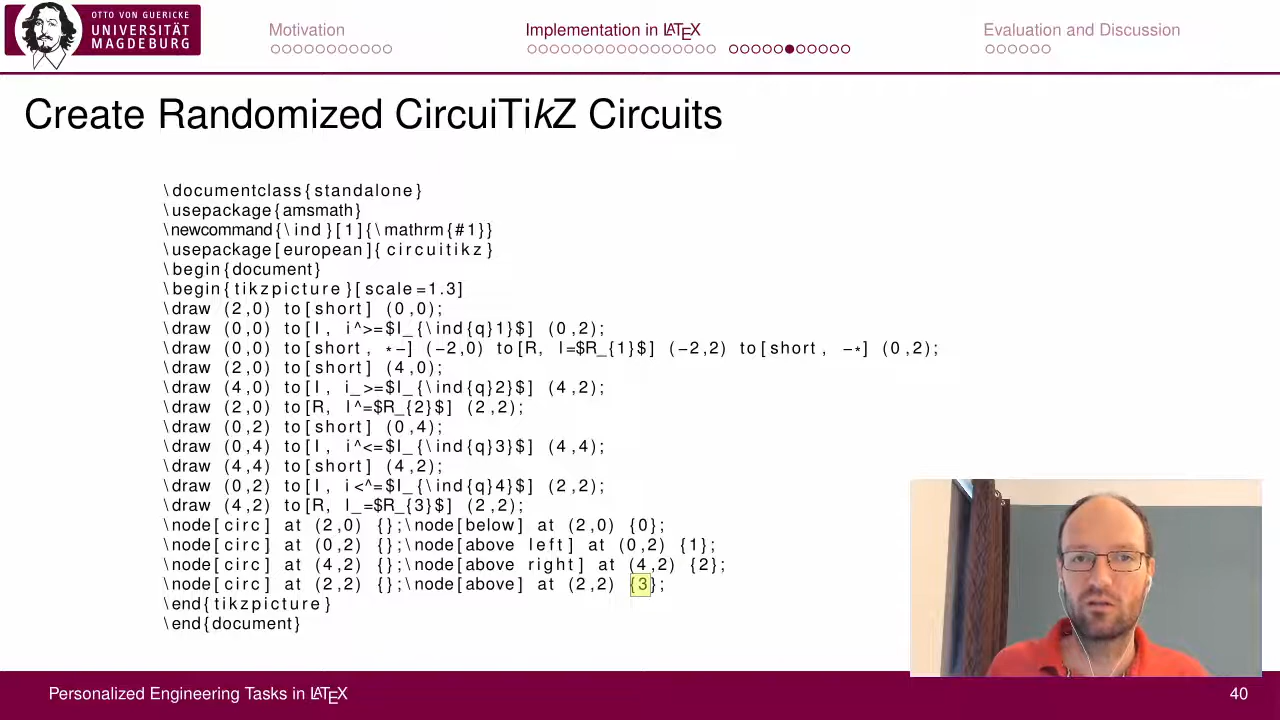 OTTO VON GUERICKE
UNIVERSITÄT
MAGDEBURG
Motivation
Implementation in LATEX
Evaluation and Discussion
Create Randomized CircuiTikZ Circuits
\documentclass{standalone}
\usepackage{amsmath}
\newcommand{\ind}[1]{\mathrm{#1}}
\usepackage[european]{circuitikz}
\begin{document}
\begin{tikzpicture}[scale=1.3]
\draw (2,0) to[short] (0,0);
\draw (0,0) to[I, i^>=$I_{\ind{q}1}$] (0,2);
\draw (0,0) to[short, *-] (-2,0) to[R, l=$R_{1}$] (-2,2) to[short, -*] (0,2);
\draw (2,0) to[short] (4,0);
\draw (4,0) to[I, i_>=$I_{\ind{q}2}$] (4,2);
\draw (2,0) to[R, l^=$R_{2}$] (2,2);
\draw (0,2) to[short] (0,4);
\draw (0,4) to[I, i^<=$I_{\ind{q}3}$] (4,4);
\draw (4,4) to[short] (4,2);
\draw (0,2) to[I, i<^=$I_{\ind{q}4}$] (2,2);
\draw (4,2) to[R, l_=$R_{3}$] (2,2);
\node[circ] at (2,0) {};\node[below] at (2,0) {0};
\node[circ] at (0,2) {};\node[above left] at (0,2) {1};
\node[circ] at (4,2) {};\node[above right] at (4,2) {2};
\node[circ] at (2,2) {};\node[above] at (2,2) {3};
\end{tikzpicture}
\end{document}
Personalized Engineering Tasks in LATEX
40